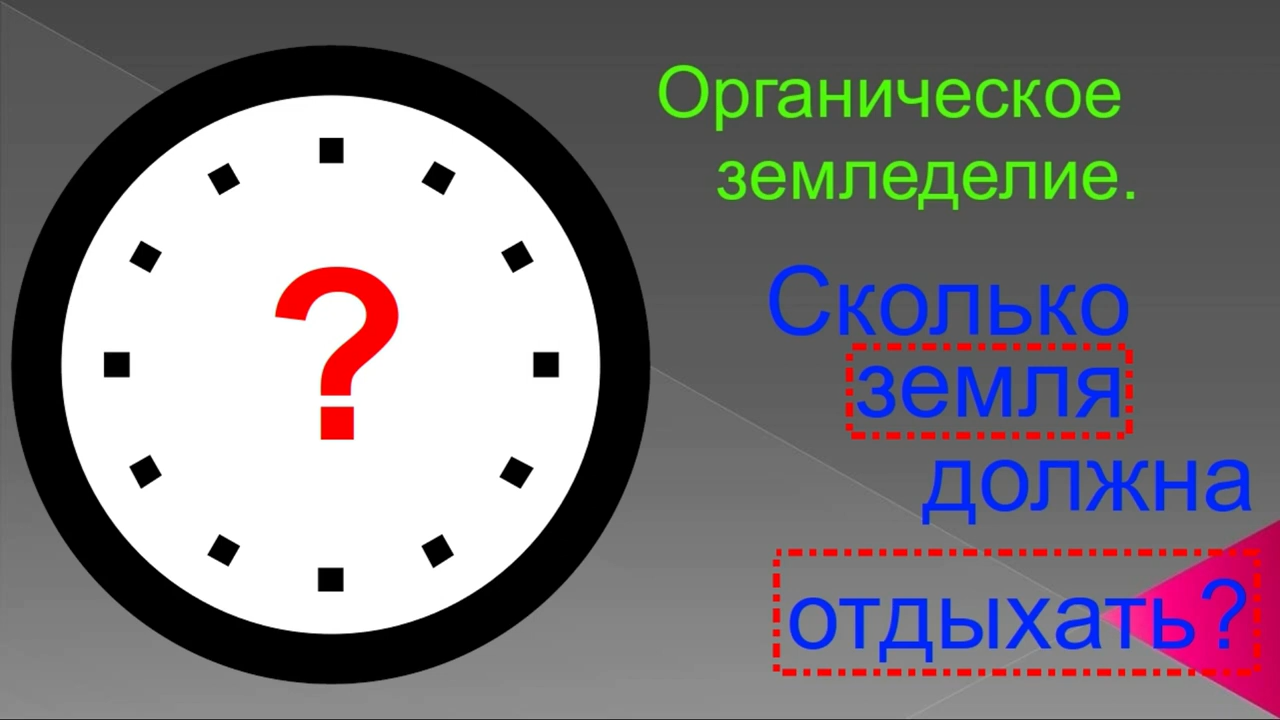 ?
Органическое
земледелие.
Сколько
земля
должна
отдыхать?